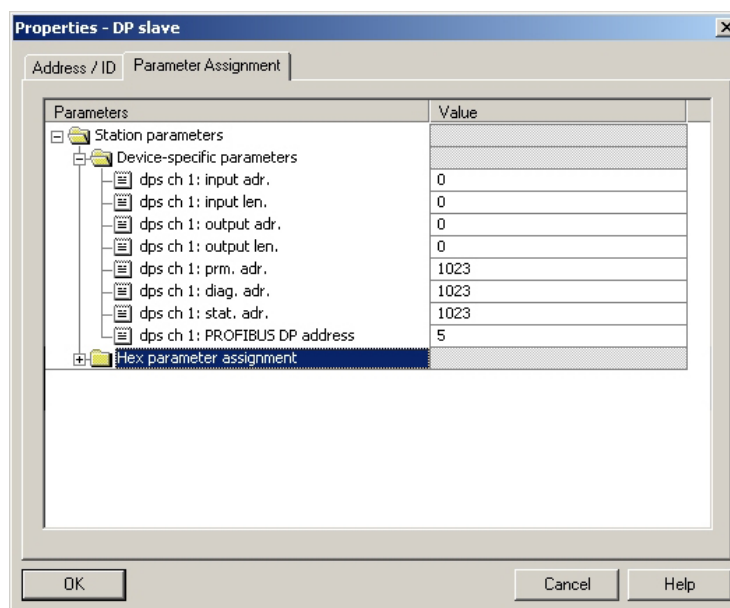 Properties - DP slave
Address / ID Parameter Assignment
Parameters Value
Station parameters
Device-specific parameters
dps ch 1: input adr. 0
dps ch 1: input len. 0
dps ch 1: output adr. 0
dps ch 1: output len. 0
dps ch 1: prm. adr. 1023
dps ch 1: diag. adr. 1023
dps ch 1: stat. adr. 1023
dps ch 1: PROFIBUS DP address 5
Hex parameter assignment
OK Cancel Help